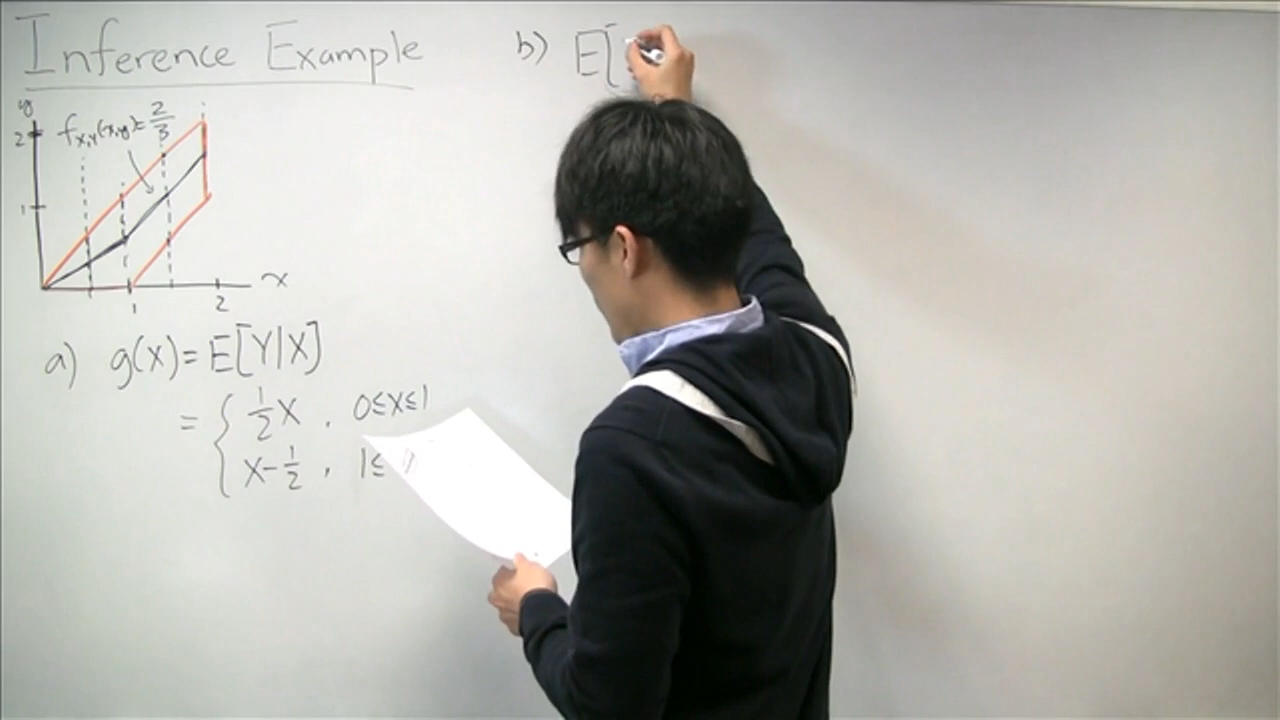 Inference Example
y
2
f_{X,Y}(x,y)=2/3
1
1
2
x
a) g(X)=E[Y|X]
= { 1/2 X , 0≤X≤1
X-1/2 , 1≤
b) E[